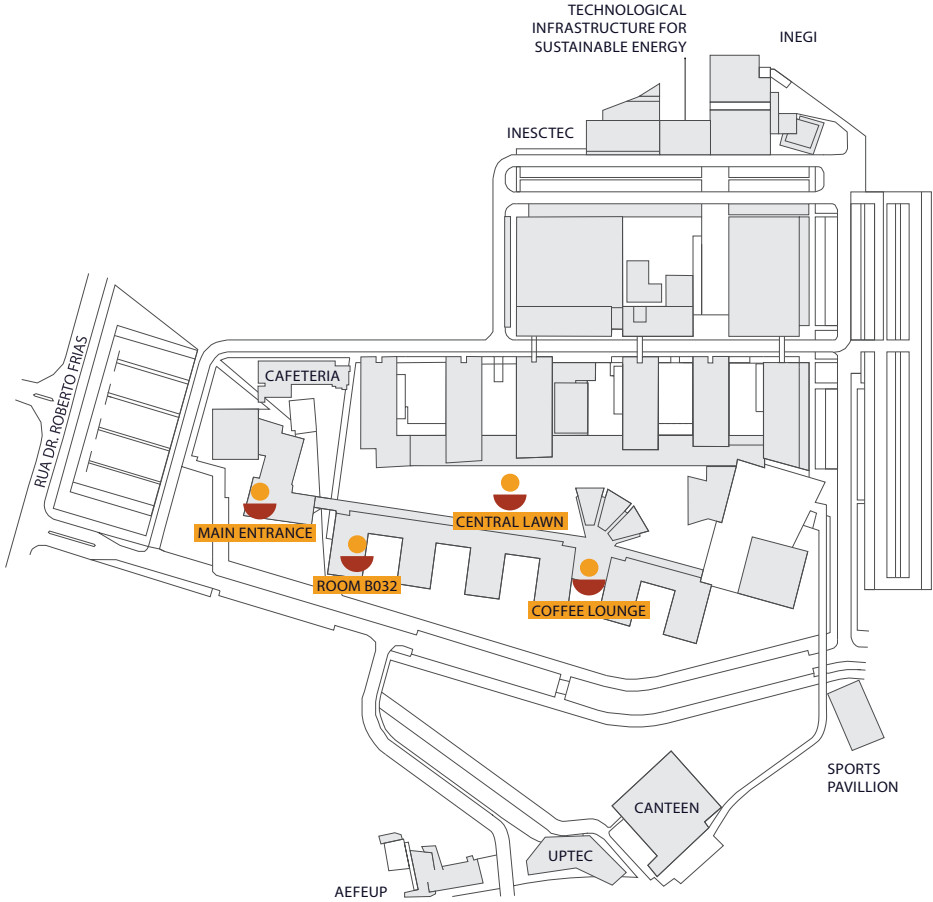 TECHNOLOGICAL
INFRASTRUCTURE FOR
SUSTAINABLE ENERGY
INEGI
INESCTEC
RUA DR. ROBERTO FRIAS
CAFETERIA
MAIN ENTRANCE
CENTRAL LAWN
ROOM B032
COFFEE LOUNGE
SPORTS
PAVILLION
CANTEEN
UPTEC
AEFEUP